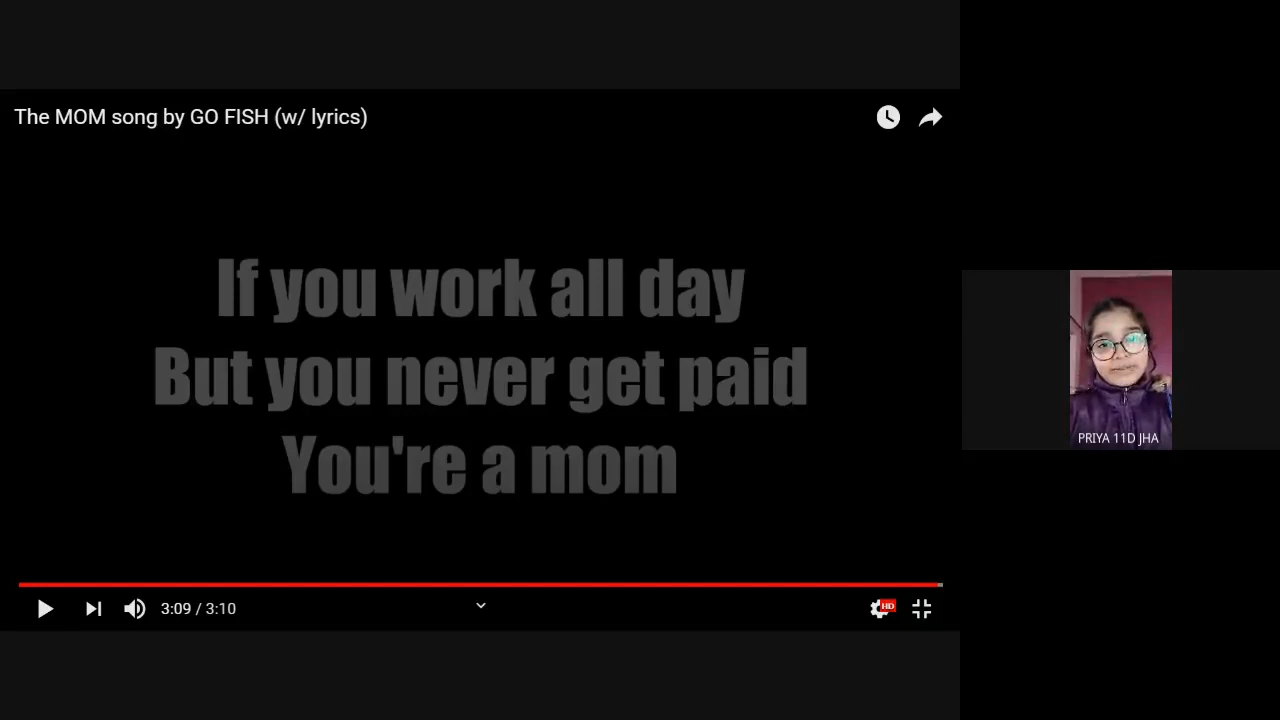 The MOM song by GO FISH (w/ lyrics)
If you work all day
But you never get paid
You're a mom
PRIYA 11D JHA
3:09 / 3:10
HD